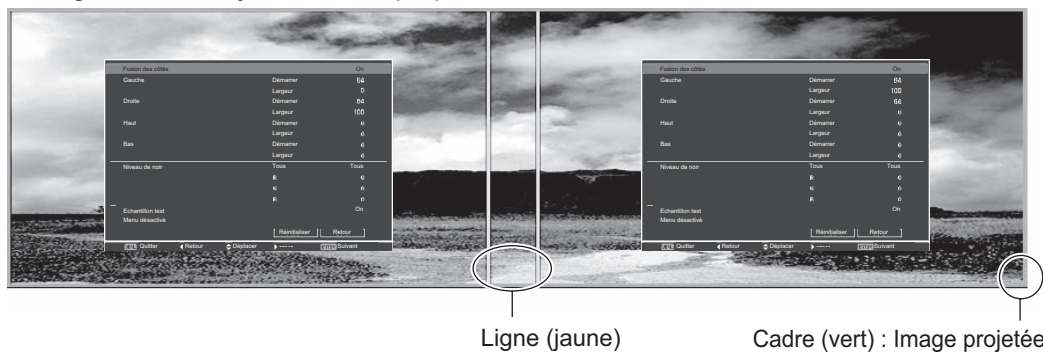 Fusion des côtés On
Gauche Démarrer 64
Largeur 0
Droite Démarrer 64
Largeur 100
Haut Démarrer 0
Largeur 0
Bas Démarrer 0
Largeur 0
Niveau de noir Tous Tous
R 0
G 0
B 0
Echantillon test On
Menu désactivé
Réinitialiser Retour
Quitter Retour Déplacer ----- Suivant
Fusion des côtés On
Gauche Démarrer 64
Largeur 100
Droite Démarrer 64
Largeur
Haut Démarrer 0
Largeur 0
Bas Démarrer 0
Largeur 0
Niveau de noir Tous Tous
R 0
G 0
B 0
Echantillon test On
Menu désactivé
Réinitialiser Retour
Quitter Retour Déplacer ----- Suivant
Ligne (jaune)
Cadre (vert) : Image projetée